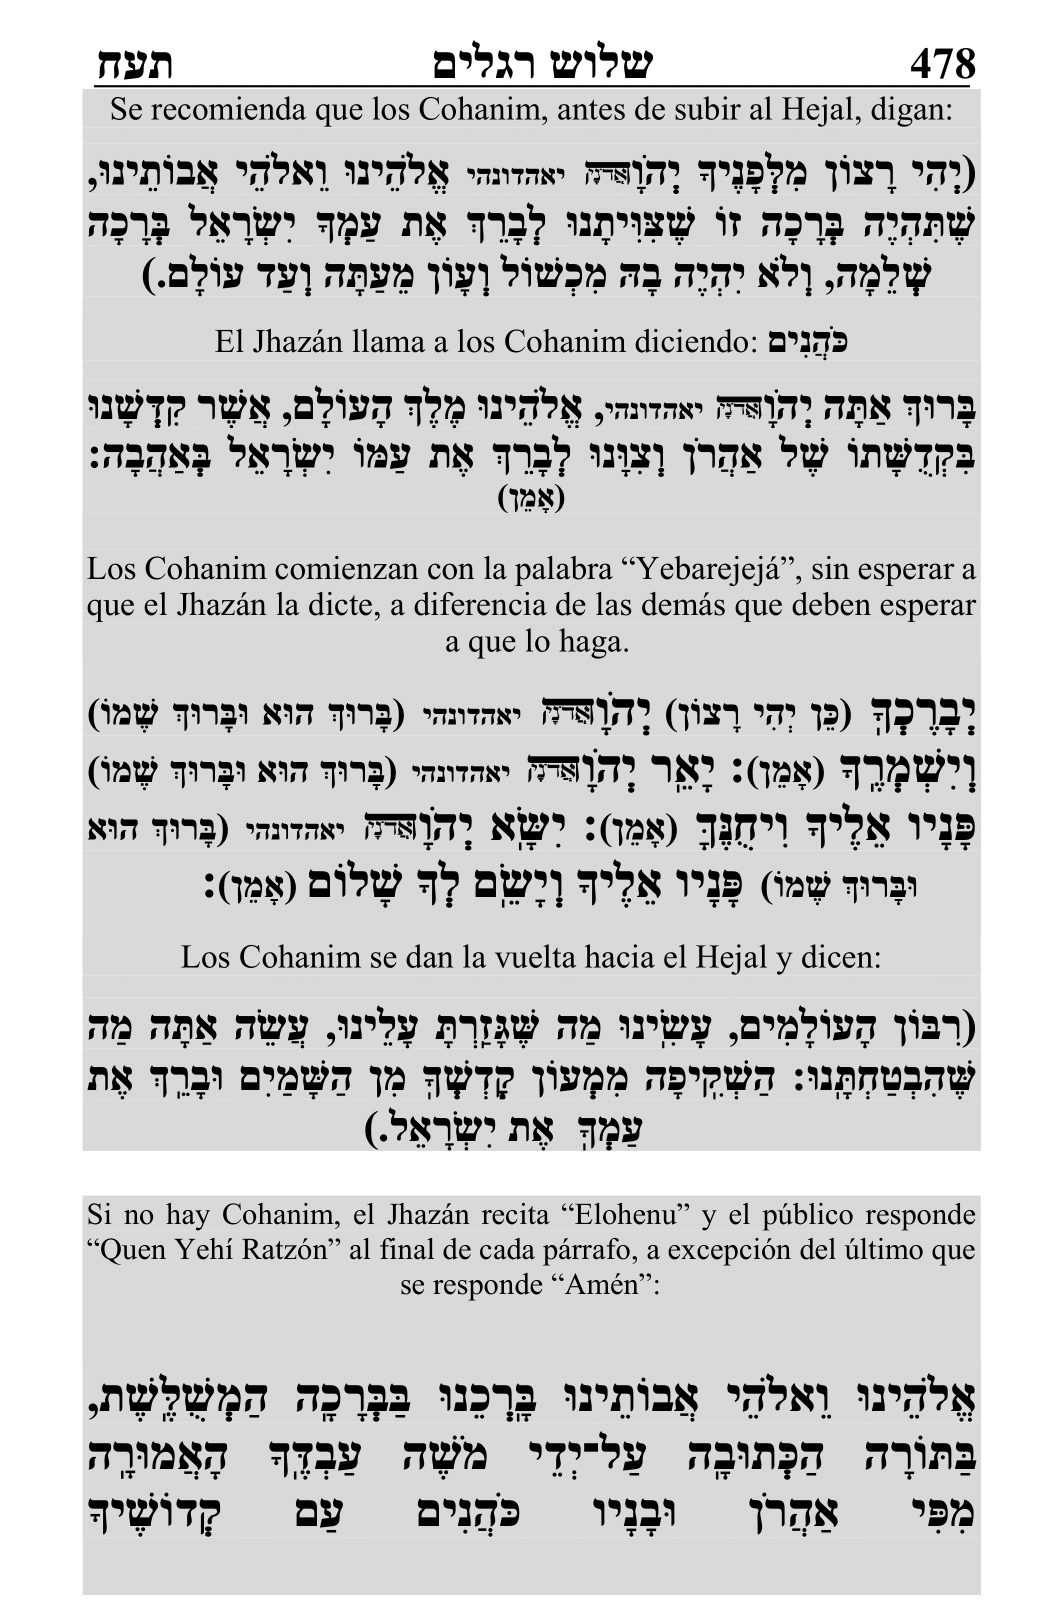 478 שלוש רגלים תעח
Se recomienda que los Cohanim, antes de subir al Hejal, digan:
(יְהִי רָצוֹן מִלְּפָנֶיךָ יְהֹוָה אֲדֹנָי יאהדונהי אֱלֹהֵינוּ וֵאלֹהֵי אֲבוֹתֵינוּ,
שֶׁתִּהְיֶה בְּרָכָה זוֹ שֶׁצִּוִּיתָנוּ לְבָרֵךְ אֶת עַמְּךָ יִשְׂרָאֵל בְּרָכָה
שְׁלֵמָה, וְלֹא יִהְיֶה בָהּ מִכְשׁוֹל וְעָוֹן מֵעַתָּה וְעַד עוֹלָם.)
El Jhazán llama a los Cohanim diciendo: כֹּהֲנִים
בָּרוּךְ אַתָּה יְהֹוָה אֲדֹנָי יאהדונהי, אֱלֹהֵינוּ מֶלֶךְ הָעוֹלָם, אֲשֶׁר קִדְּשָׁנוּ
בִּקְדֻשָּׁתוֹ שֶׁל אַהֲרֹן וְצִוָּנוּ לְבָרֵךְ אֶת עַמּוֹ יִשְׂרָאֵל בְּאַהֲבָה:
(אָמֵן)
Los Cohanim comienzan con la palabra “Yebarejejá”, sin esperar a
que el Jhazán la dicte, a diferencia de las demás que deben esperar
a que lo haga.
יְבָרֶכְךָ (כֵּן יְהִי רָצוֹן) יְהֹוָה אֲדֹנָי יאהדונהי (בָּרוּךְ הוּא וּבָרוּךְ שְׁמוֹ)
וְיִשְׁמְרֶךָ (אָמֵן): יָאֵר יְהֹוָה אֲדֹנָי יאהדונהי (בָּרוּךְ הוּא וּבָרוּךְ שְׁמוֹ)
פָּנָיו אֵלֶיךָ וִיחֻנֶּךָּ (אָמֵן): יִשָּׂא יְהֹוָה אֲדֹנָי יאהדונהי (בָּרוּךְ הוּא
וּבָרוּךְ שְׁמוֹ) פָּנָיו אֵלֶיךָ וְיָשֵׂם לְךָ שָׁלוֹם (אָמֵן):
Los Cohanim se dan la vuelta hacia el Hejal y dicen:
(רִבּוֹן הָעוֹלָמִים, עָשִׂינוּ מַה שֶּׁגָּזַרְתָּ עָלֵינוּ, עֲשֵׂה אַתָּה מַה
שֶּׁהִבְטַחְתָּנוּ: הַשְׁקִיפָה מִמְּעוֹן קָדְשְׁךָ מִן הַשָּׁמַיִם וּבָרֵךְ אֶת
עַמְּךָ אֶת יִשְׂרָאֵל.)
Si no hay Cohanim, el Jhazán recita “Elohenu” y el público responde
“Quen Yehí Ratzón” al final de cada párrafo, a excepción del último que
se responde “Amén”:
אֱלֹהֵינוּ וֵאלֹהֵי אֲבוֹתֵינוּ בָּרְכֵנוּ בַּבְּרָכָה הַמְּשֻׁלֶּשֶׁת,
בַּתּוֹרָה הַכְּתוּבָה עַל־יְדֵי מֹשֶׁה עַבְדֶּךָ הָאֲמוּרָה
מִפִּי אַהֲרֹן וּבָנָיו כֹּהֲנִים עַם קְדוֹשֶׁיךָ